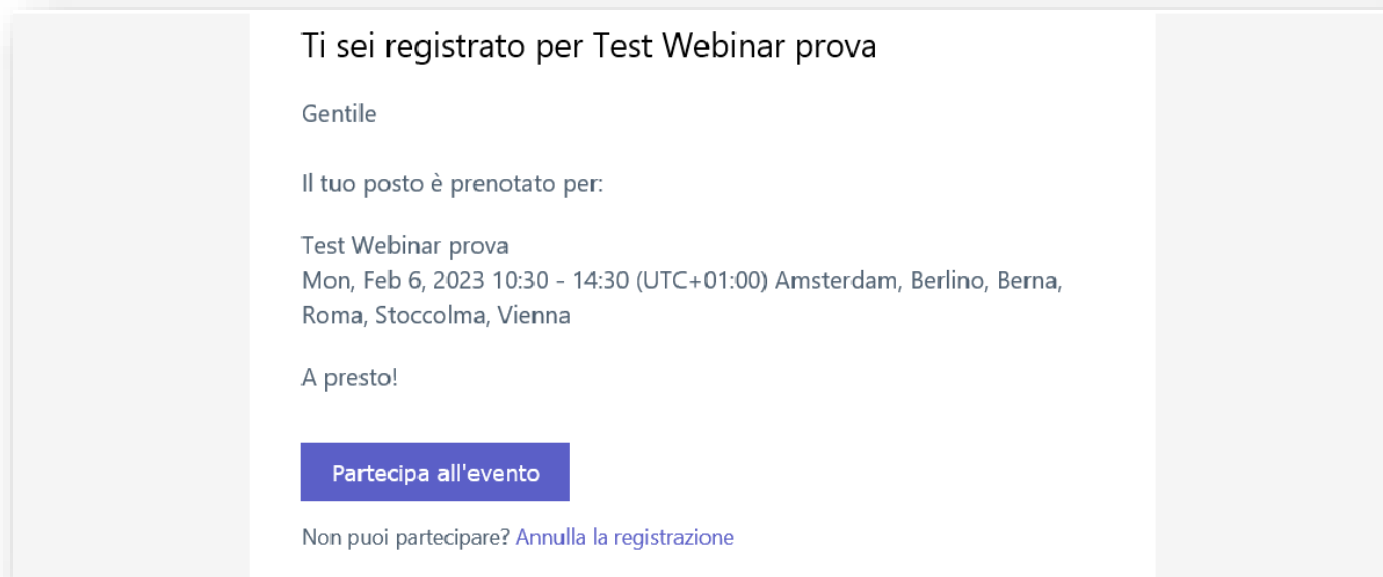 Ti sei registrato per Test Webinar prova
Gentile
Il tuo posto è prenotato per:
Test Webinar prova
Mon, Feb 6, 2023 10:30 - 14:30 (UTC+01:00) Amsterdam, Berlino, Berna,
Roma, Stoccolma, Vienna
A presto!
Partecipa all'evento
Non puoi partecipare? Annulla la registrazione